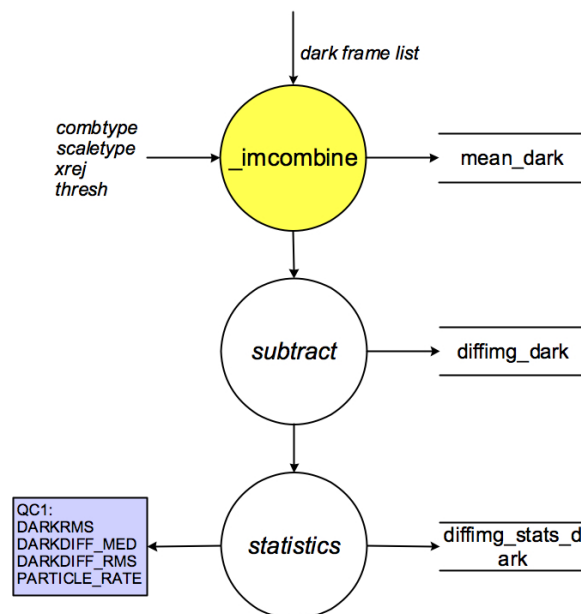 dark frame list
combtype
scaletype
xrej
thresh
_imcombine
mean_dark
subtract
diffimg_dark
QC1:
DARKRMS
DARKDIFF_MED
DARKDIFF_RMS
PARTICLE_RATE
statistics
diffimg_stats_d
ark